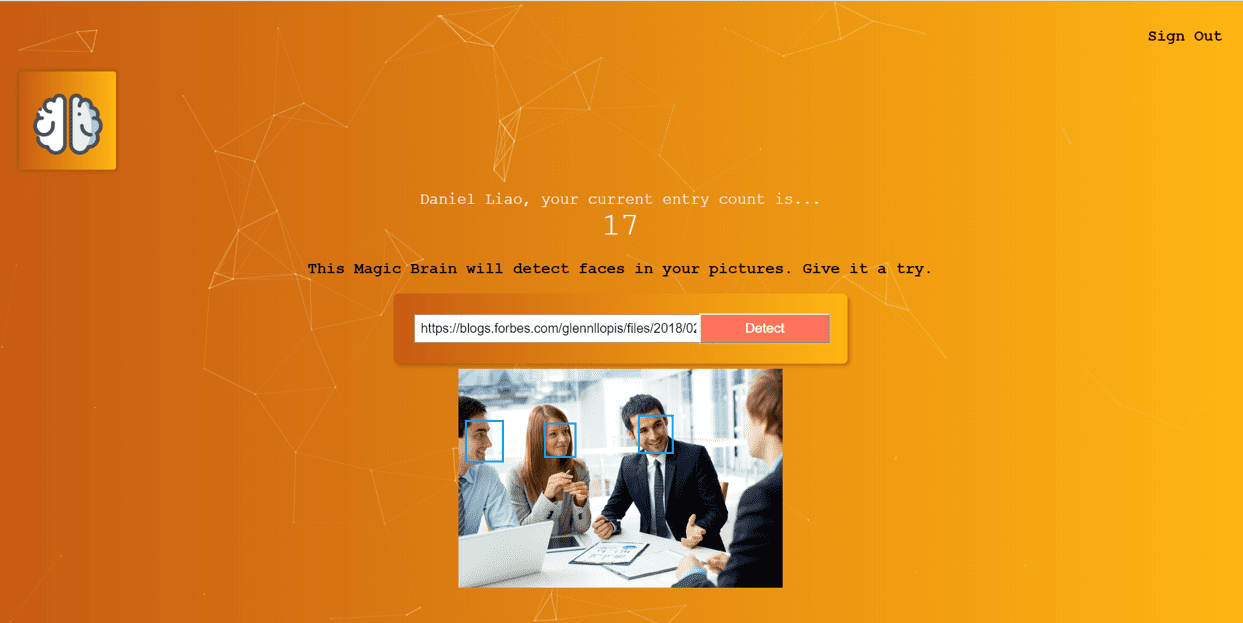 Sign Out
Daniel Liao, your current entry count is...
17
This Magic Brain will detect faces in your pictures. Give it a try.
https://blogs.forbes.com/glennllopis/files/2018/02 Detect